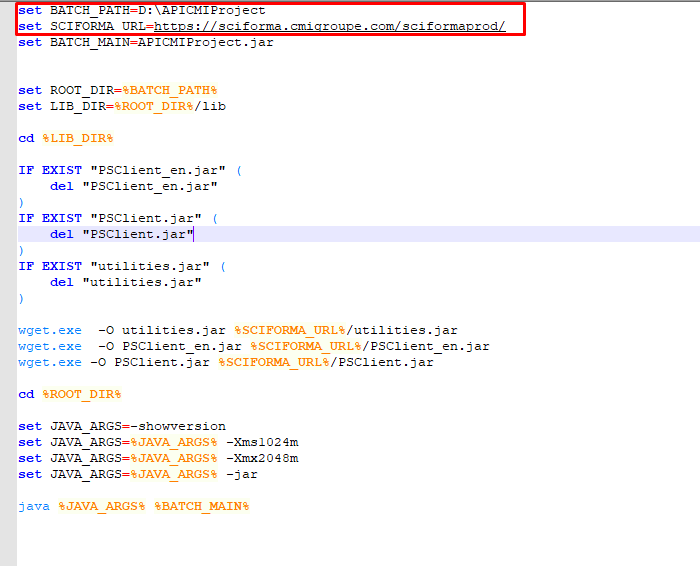 set BATCH_PATH=D:\APICMIProject
set SCIFORMA_URL=https://sciforma.cmigroupe.com/sciformaprod/
set BATCH_MAIN=APICMIProject.jar
set ROOT_DIR=%BATCH_PATH%
set LIB_DIR=%ROOT_DIR%/lib
cd %LIB_DIR%
IF EXIST "PSClient_en.jar" (
    del "PSClient_en.jar"
)
IF EXIST "PSClient.jar" (
    del "PSClient.jar"
)
IF EXIST "utilities.jar" (
    del "utilities.jar"
)
wget.exe  -O utilities.jar %SCIFORMA_URL%/utilities.jar
wget.exe  -O PSClient_en.jar %SCIFORMA_URL%/PSClient_en.jar
wget.exe -O PSClient.jar %SCIFORMA_URL%/PSClient.jar
cd %ROOT_DIR%
set JAVA_ARGS=-showversion
set JAVA_ARGS=%JAVA_ARGS% -Xms1024m
set JAVA_ARGS=%JAVA_ARGS% -Xmx2048m
set JAVA_ARGS=%JAVA_ARGS% -jar
java %JAVA_ARGS% %BATCH_MAIN%